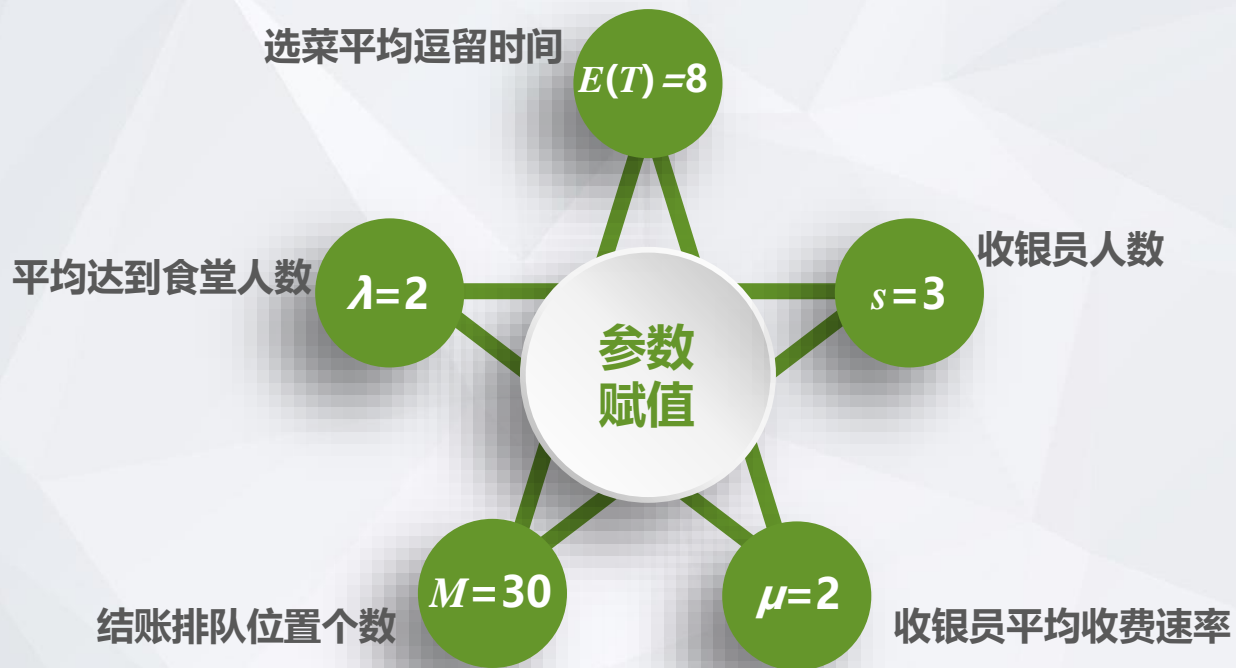 选菜平均逗留时间
E(T)=8
平均达到食堂人数
λ=2
收银员人数
s=3
参数
赋值
结账排队位置个数
M=30
μ=2
收银员平均收费速率